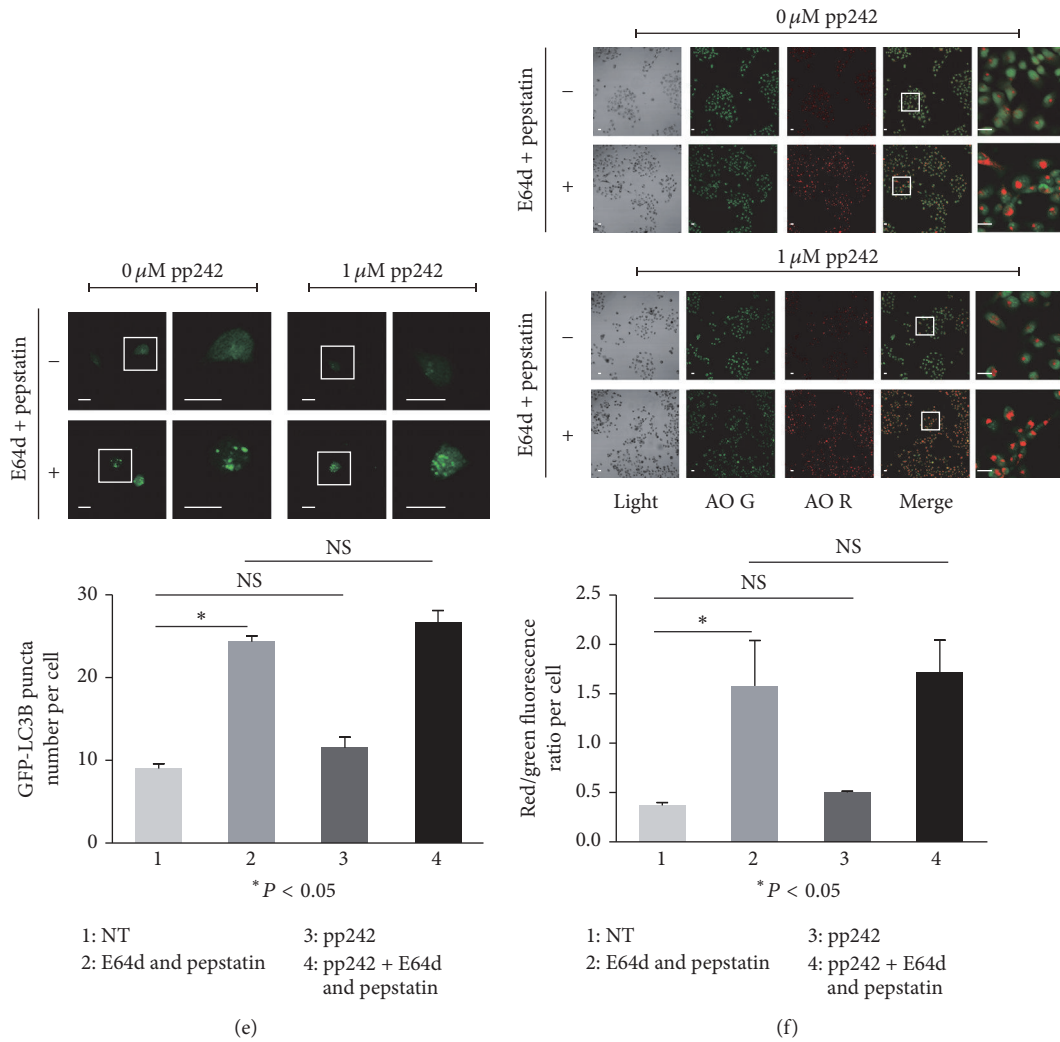 0 μM pp242
E64d + pepstatin
−
+
1 μM pp242
E64d + pepstatin
−
+
Light AO G AO R Merge
0 μM pp242 1 μM pp242
E64d + pepstatin
−
+
NS
NS
*
30
20
10
0
GFP-LC3B puncta
number per cell
1 2 3 4
* P < 0.05
1: NT
2: E64d and pepstatin
3: pp242
4: pp242 + E64d
and pepstatin
(e)
NS
NS
*
2.5
2.0
1.5
1.0
0.5
0.0
Red/green fluorescence
ratio per cell
1 2 3 4
* P < 0.05
1: NT
2: E64d and pepstatin
3: pp242
4: pp242 + E64d
and pepstatin
(f)